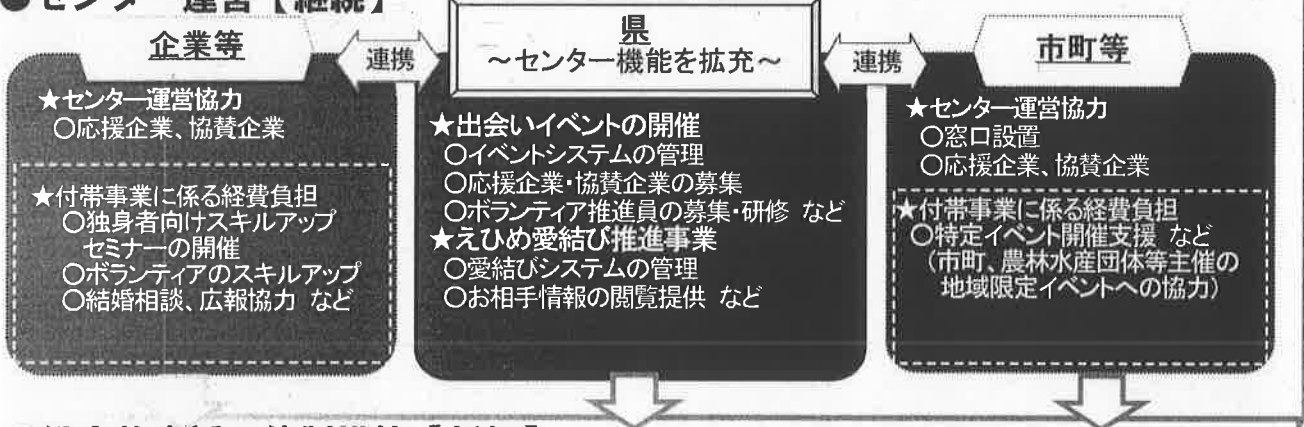 ●センター運営【継続】
企業等
連携
県
～センター機能を拡充～
連携
市町等
★センター運営協力
○応援企業、協賛企業
★付帯事業に係る経費負担
○独身者向けスキルアップ
セミナーの開催
○ボランティアのスキルアップ
○結婚相談、広報協力 など
★出会いイベントの開催
○イベントシステムの管理
○応援企業・協賛企業の募集
○ボランティア推進員の募集・研修 など
★えひめ愛結び推進事業
○愛結びシステムの管理
○お相手情報の閲覧提供 など
★センター運営協力
○窓口設置
○応援企業、協賛企業
★付帯事業に係る経費負担
○特定イベント開催支援 など
（市町、農林水産団体等主催の
地域限定イベントへの協力）